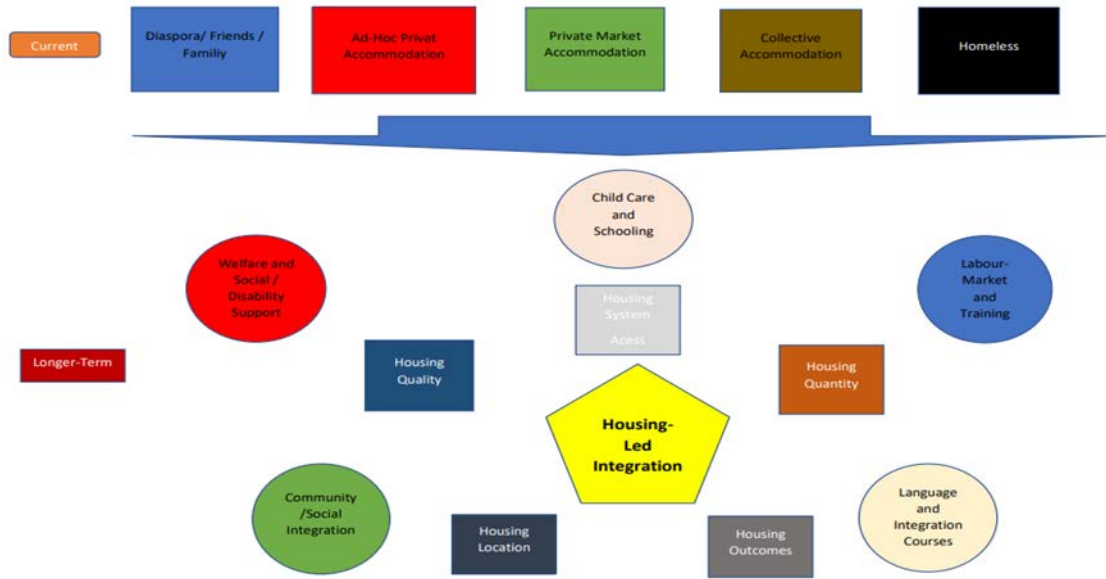 Current
Diaspora/ Friends /
Familiy
Ad-Hoc Privat
Accommodation
Private Market
Accommodation
Collective
Accommodation
Homeless
Child Care
and
Schooling
Welfare and
Social /
Disability
Support
Labour-
Market
and
Training
Housing
System
Acess
Longer-Term
Housing
Quality
Housing
Quantity
Housing-
Led
Integration
Community
/Social
Integration
Language
and
Integration
Courses
Housing
Location
Housing
Outcomes